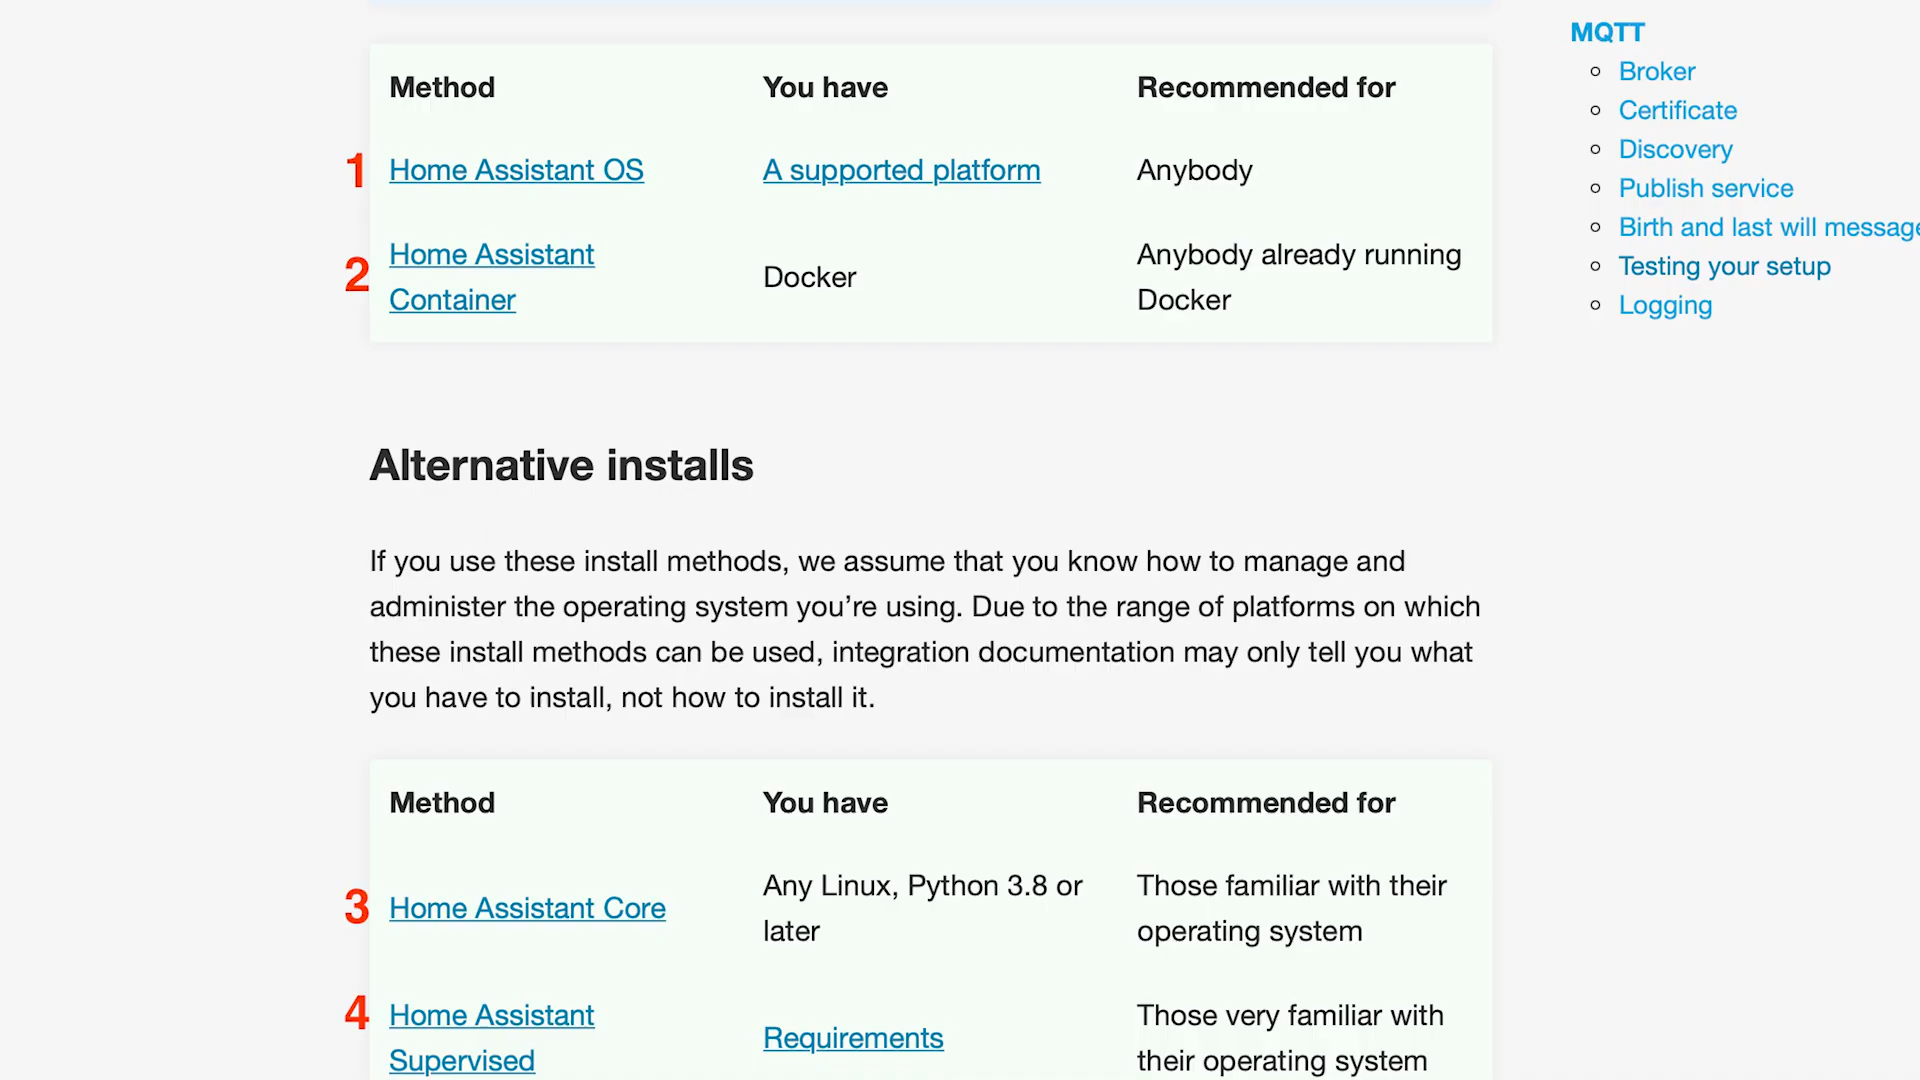 Method You have Recommended for
1 Home Assistant OS A supported platform Anybody
2 Home Assistant Container Docker Anybody already running Docker
Alternative installs
If you use these install methods, we assume that you know how to manage and
administer the operating system you’re using. Due to the range of platforms on which
these install methods can be used, integration documentation may only tell you what
you have to install, not how to install it.
Method You have Recommended for
3 Home Assistant Core Any Linux, Python 3.8 or later Those familiar with their operating system
4 Home Assistant Supervised Requirements Those very familiar with their operating system
MQTT
Broker
Certificate
Discovery
Publish service
Birth and last will message
Testing your setup
Logging